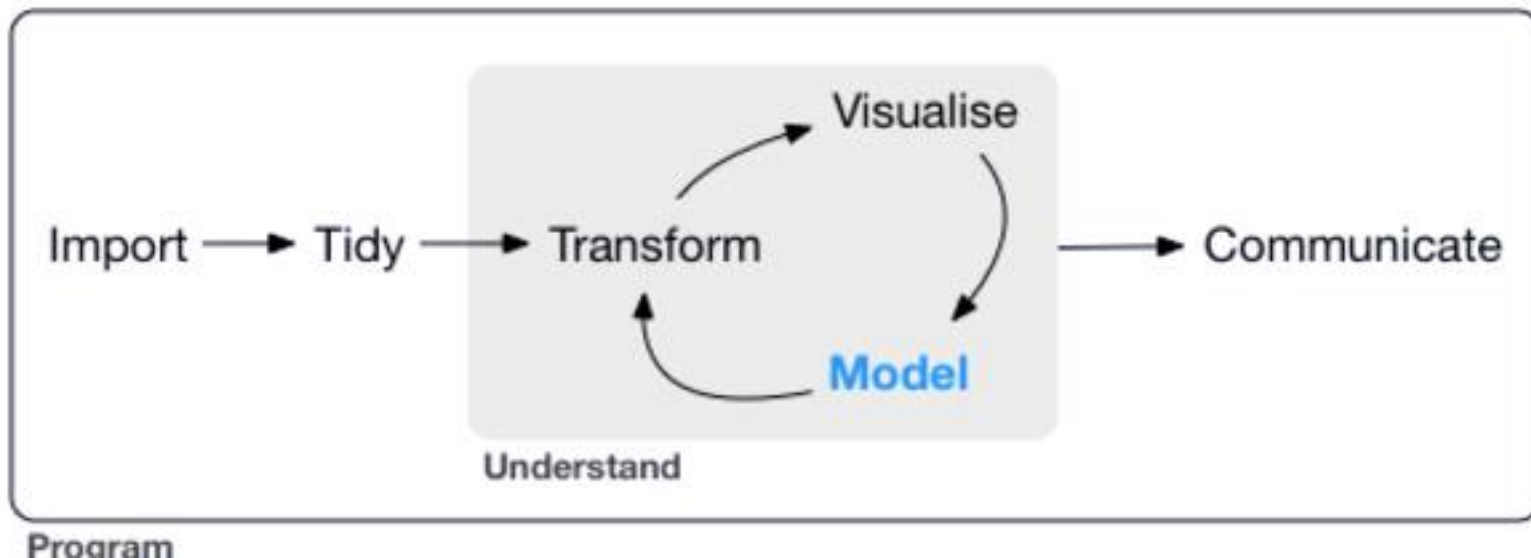 Visualise
Import Tidy Transform Communicate
Model
Understand
Program